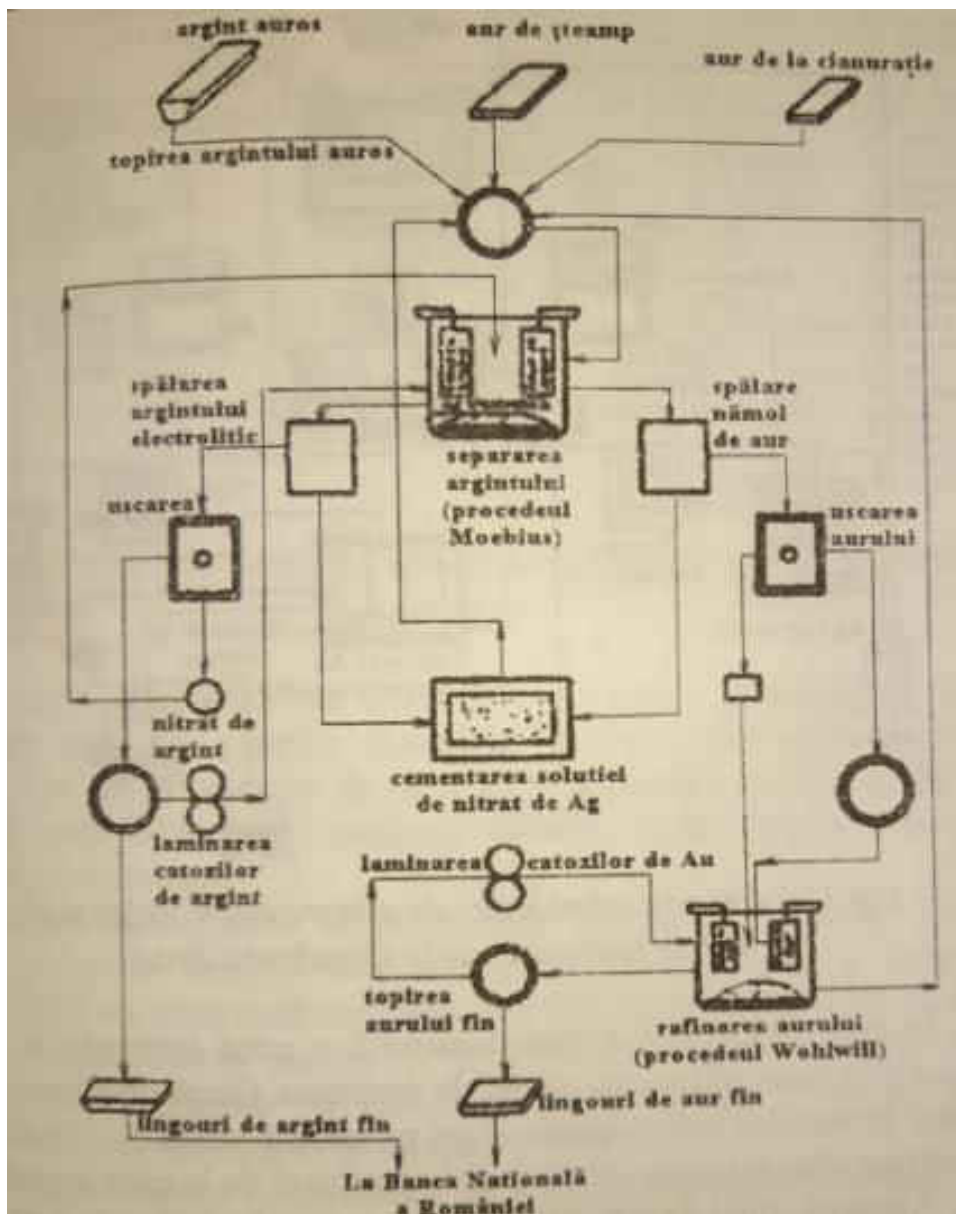 argint auros
aur de șteamp
aur de la cianurație
topirea argintului auros
spălarea
argintului
electrolitic
spălare
nămol
de aur
separarea
argintului
(procedeul
Moebius)
uscarea
uscarea
aurului
nitrat de
argint
cementarea solutiei
de nitrat de Ag
laminarea
catozilor
de argint
laminarea catozilor de Au
topirea
aurului fin
rafinarea aurului
(procedeul Wohlwill)
lingouri de argint fin
lingouri de aur fin
La Banca Natională
a României